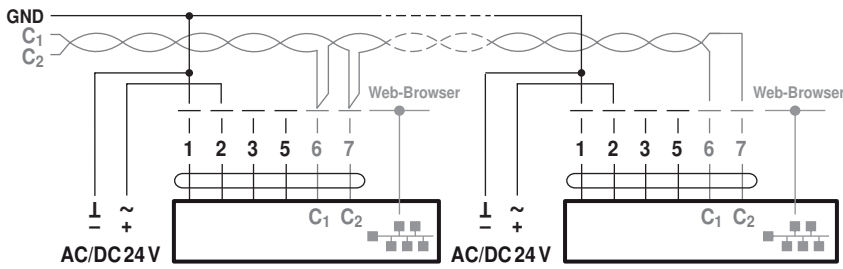 GND
C1
C2
Web-Browser Web-Browser
1 2 3 5 6 7 1 2 3 5 6 7
⊥ ~ C1 C2 ⊥ ~ C1 C2
– + – +
AC/DC 24 V AC/DC 24 V